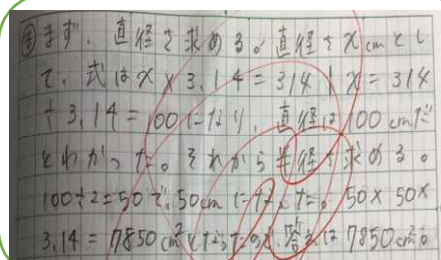 まず、直径を求める。直径をxcmとし
て、式はx×3.14=314 x=314
÷3.14=100になり、直径は100cmだ
とわかった。それから半径を求める。
100÷2=50で、50cmだった。50×50×
3.14=7850cm²だったので、答えは7850cm²。